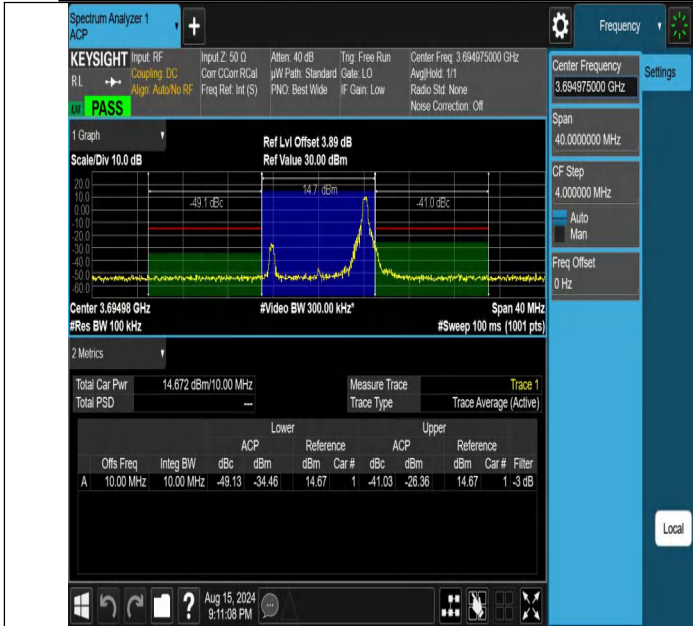 Spectrum Analyzer 1
ACP
Frequency
KEYSIGHT
RL
PASS
Input: RF
Coupling: DC
Align: Auto/No RF
Input Z: 50 Ω
Corr CCorr RCal
Freq Ref: Int (S)
Atten: 40 dB
µW Path: Standard
PNO: Best Wide
Trig: Free Run
Gate: LO
IF Gain: Low
Center Freq: 3.694975000 GHz
Avg|Hold: 1/1
Radio Std: None
Noise Correction: Off
Center Frequency
3.694975000 GHz
Settings
Span
40.0000000 MHz
CF Step
4.000000 MHz
Auto
Man
Freq Offset
0 Hz
Local
1 Graph
Scale/Div 10.0 dB
Ref Lvl Offset 3.89 dB
Ref Value 30.00 dBm
20.0
10.0
0.00
-10.0
-20.0
-30.0
-40.0
-50.0
-60.0
-49.1 dBc
14.7 dBm
-41.0 dBc
Center 3.69498 GHz
#Video BW 300.00 kHz*
Span 40 MHz
#Res BW 100 kHz
#Sweep 100 ms (1001 pts)
2 Metrics
Total Car Pwr 14.672 dBm/10.00 MHz
Total PSD ---
Measure Trace Trace 1
Trace Type Trace Average (Active)
Lower Upper
ACP Reference ACP Reference
Offs Freq Integ BW dBc dBm dBm Car # dBc dBm dBm Car # Filter
A 10.00 MHz 10.00 MHz -49.13 -34.46 14.67 1 -41.03 -26.36 14.67 1 -3 dB
Aug 15, 2024
9:11:08 PM